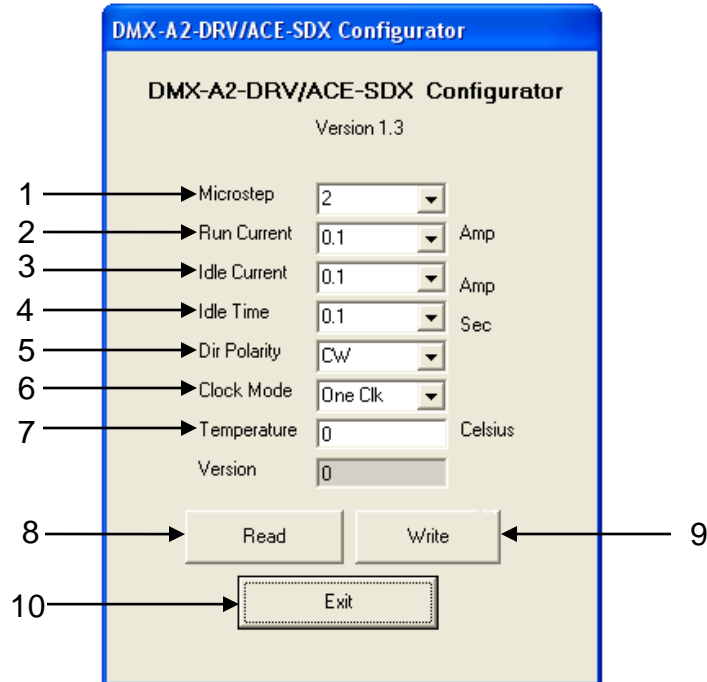 DMX-A2-DRV/ACE-SDX Configurator
DMX-A2-DRV/ACE-SDX Configurator
Version 1.3
1 Microstep 2
2 Run Current 0.1 Amp
3 Idle Current 0.1 Amp
4 Idle Time 0.1 Sec
5 Dir Polarity CW
6 Clock Mode One Clk
7 Temperature 0 Celsius
Version 0
8 Read Write 9
10 Exit